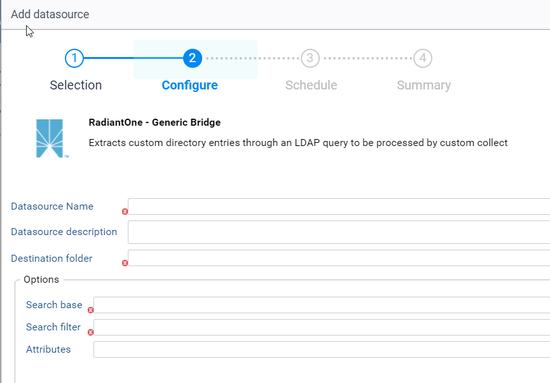 Add datasource
1 2 3 4
Selection Configure Schedule Summary
RadiantOne - Generic Bridge
Extracts custom directory entries through an LDAP query to be processed by custom collect
Datasource Name
Datasource description
Destination folder
Options
Search base
Search filter
Attributes